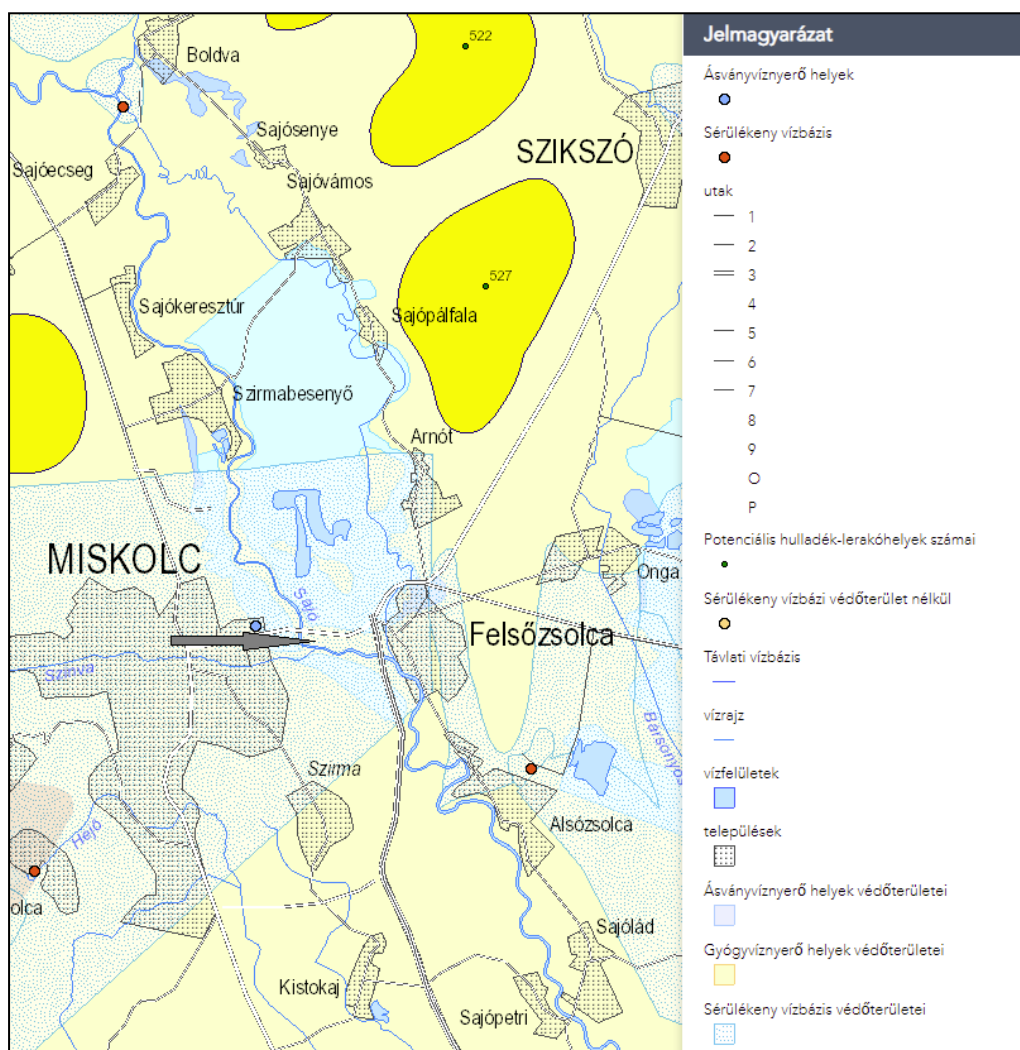 522
Boldva
Sajósenye
SZIKSZÓ
Sajóecseg
Sajóvámos
527
Sajókeresztúr
Sajópálfala
Szirmabesenyő
Arnót
MISKOLC
Onga
Sajó
Felsőzsolca
Szinva
Bársonyos
Szirma
Alsózsolca
Hejő
olca
Sajólád
Kistokaj
Sajópetri
Jelmagyarázat
Ásványvíznyerő helyek
Sérülékeny vízbázis
utak
1
2
3
4
5
6
7
8
9
O
P
Potenciális hulladék-lerakóhelyek számai
Sérülékeny vízbázi védőterület nélkül
Távlati vízbázis
vízrajz
vízfelületek
települések
Ásványvíznyerő helyek védőterületei
Gyógyvíznyerő helyek védőterületei
Sérülékeny vízbázis védőterületei